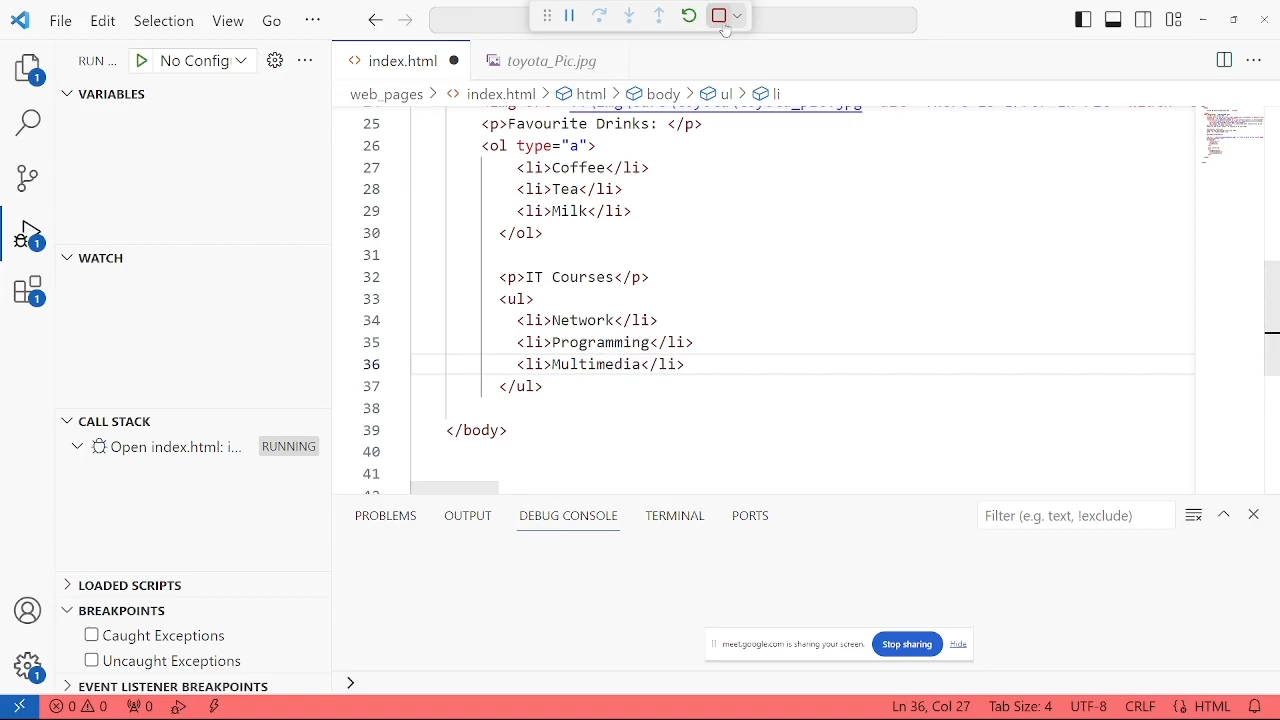 File Edit Selection View Go ···
RUN ... No Config
index.html toyota_Pic.jpg
web_pages > index.html > html > body > ul > li
VARIABLES
25 <p>Favourite Drinks: </p>
26 <ol type="a">
27 <li>Coffee</li>
28 <li>Tea</li>
29 <li>Milk</li>
30 </ol>
31
32 <p>IT Courses</p>
33 <ul>
34 <li>Network</li>
35 <li>Programming</li>
36 <li>Multimedia</li>
37 </ul>
38
39 </body>
40
41
WATCH
CALL STACK
Open index.html: i... RUNNING
LOADED SCRIPTS
BREAKPOINTS
Caught Exceptions
Uncaught Exceptions
EVENT LISTENER BREAKPOINTS
PROBLEMS OUTPUT DEBUG CONSOLE TERMINAL PORTS
Filter (e.g. text, !exclude)
meet.google.com is sharing your screen. Stop sharing Hide
1
1
1
1
0 0 0 Ln 36, Col 27 Tab Size: 4 UTF-8 CRLF HTML